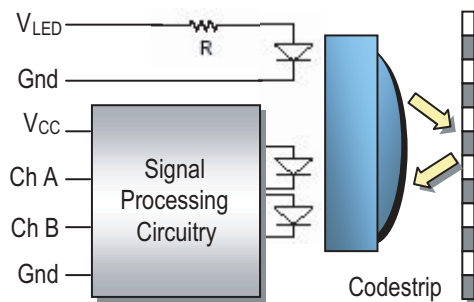 VLED
R
Gnd
VCC
Ch A
Signal
Processing
Circuitry
Ch B
Gnd
Codestrip